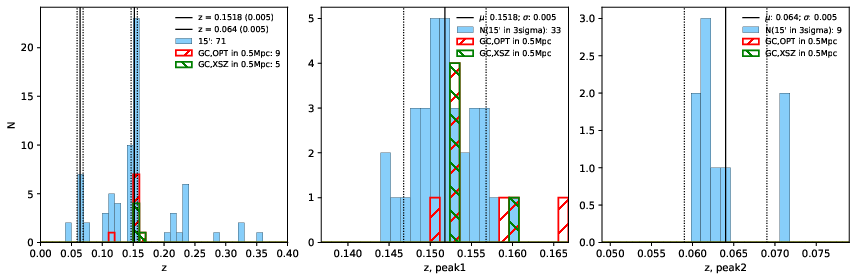 z = 0.1518 (0.005)
z = 0.064 (0.005)
15': 71
GC,OPT in 0.5Mpc: 9
GC,XSZ in 0.5Mpc: 5
N
20
15
10
5
0
0.00 0.05 0.10 0.15 0.20 0.25 0.30 0.35 0.40
z
μ: 0.1518; σ: 0.005
N(15' in 3sigma): 33
GC,OPT in 0.5Mpc
GC,XSZ in 0.5Mpc
5
4
3
2
1
0
0.140 0.145 0.150 0.155 0.160 0.165
z, peak1
μ: 0.064; σ: 0.005
N(15' in 3sigma): 9
GC,OPT in 0.5Mpc
GC,XSZ in 0.5Mpc
3.0
2.5
2.0
1.5
1.0
0.5
0.0
0.050 0.055 0.060 0.065 0.070 0.075
z, peak2